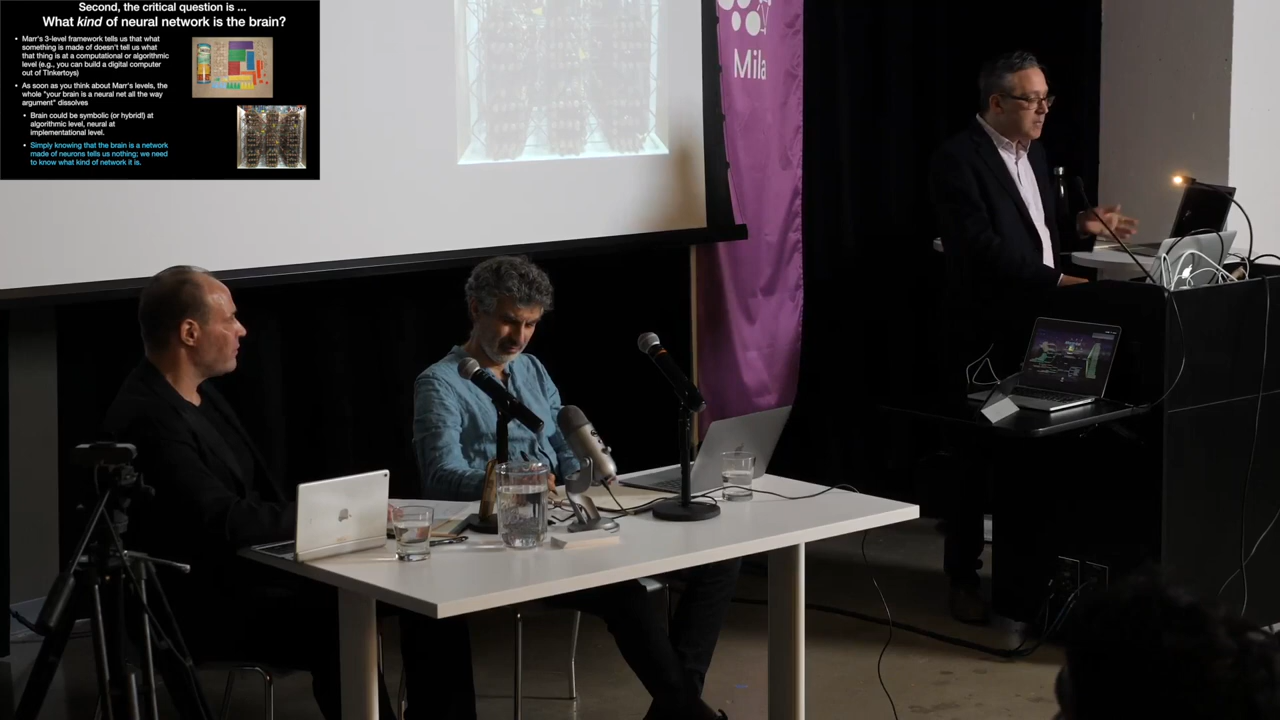 Second, the critical question is ...
What kind of neural network is the brain?
• Marr's 3-level framework tells us that what
something is made of doesn't tell us what
that thing is at a computational or algorithmic
level (e.g., you can build a digital computer
out of Tinkertoys)
• As soon as you think about Marr's levels, the
whole "your brain is a neural net all the way
argument" dissolves
• Brain could be symbolic (or hybrid!) at
algorithmic level, neural at
implementational level.
• Simply knowing that the brain is a network
made of neurons tells us nothing; we need
to know what kind of network it is.
Mila